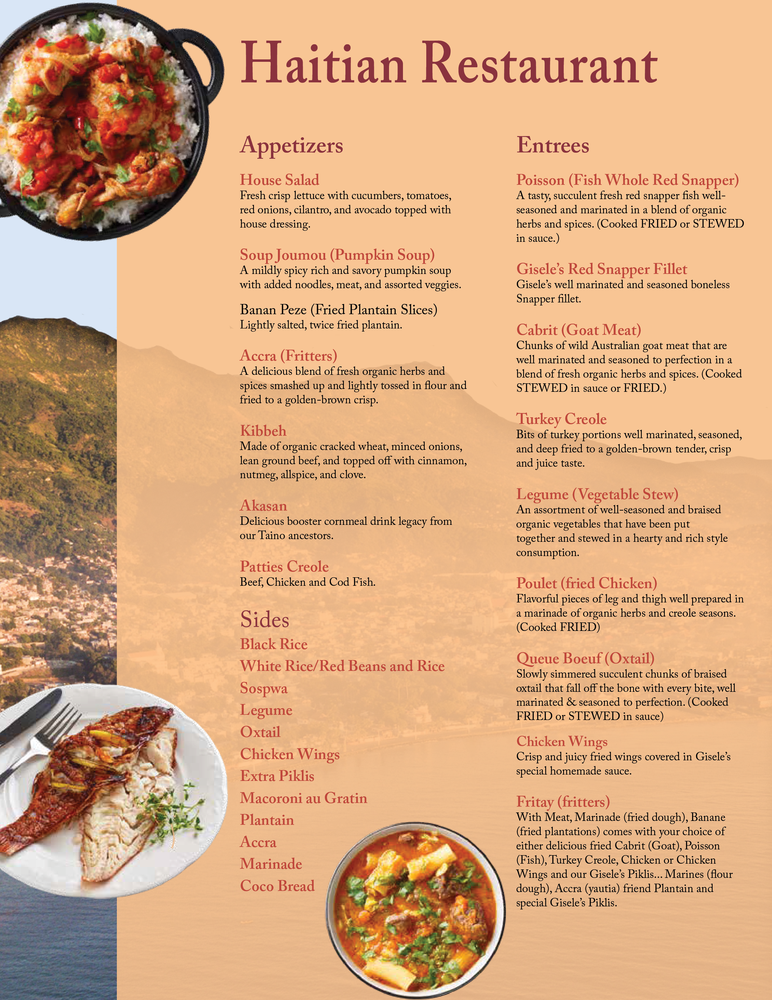 Haitian Restaurant
Appetizers
House Salad
Fresh crisp lettuce with cucumbers, tomatoes,
red onions, cilantro, and avocado topped with
house dressing.
Soup Joumou (Pumpkin Soup)
A mildly spicy rich and savory pumpkin soup
with added noodles, meat, and assorted veggies.
Banan Peze (Fried Plantain Slices)
Lightly salted, twice fried plantain.
Accra (Fritters)
A delicious blend of fresh organic herbs and
spices smashed up and lightly tossed in flour and
fried to a golden-brown crisp.
Kibbeh
Made of organic cracked wheat, minced onions,
lean ground beef, and topped off with cinnamon,
nutmeg, allspice, and clove.
Akasan
Delicious booster cornmeal drink legacy from
our Taino ancestors.
Patties Creole
Beef, Chicken and Cod Fish.
Sides
Black Rice
White Rice/Red Beans and Rice
Sospwa
Legume
Oxtail
Chicken Wings
Extra Piklis
Macoroni au Gratin
Plantain
Accra
Marinade
Coco Bread
Entrees
Poisson (Fish Whole Red Snapper)
A tasty, succulent fresh red snapper fish well-
seasoned and marinated in a blend of organic
herbs and spices. (Cooked FRIED or STEWED
in sauce.)
Gisele's Red Snapper Fillet
Gisele's well marinated and seasoned boneless
Snapper fillet.
Cabrit (Goat Meat)
Chunks of wild Australian goat meat that are
well marinated and seasoned to perfection in a
blend of fresh organic herbs and spices. (Cooked
STEWED in sauce or FRIED.)
Turkey Creole
Bits of turkey portions well marinated, seasoned,
and deep fried to a golden-brown tender, crisp
and juice taste.
Legume (Vegetable Stew)
An assortment of well-seasoned and braised
organic vegetables that have been put
together and stewed in a hearty and rich style
consumption.
Poulet (fried Chicken)
Flavorful pieces of leg and thigh well prepared in
a marinade of organic herbs and creole seasons.
(Cooked FRIED)
Queue Boeuf (Oxtail)
Slowly simmered succulent chunks of braised
oxtail that fall off the bone with every bite, well
marinated & seasoned to perfection. (Cooked
FRIED or STEWED in sauce)
Chicken Wings
Crisp and juicy fried wings covered in Gisele's
special homemade sauce.
Fritay (fritters)
With Meat, Marinade (fried dough), Banane
(fried plantations) comes with your choice of
either delicious fried Cabrit (Goat), Poisson
(Fish), Turkey Creole, Chicken or Chicken
Wings and our Gisele's Piklis... Marines (flour
dough), Accra (yautia) friend Plantain and
special Gisele's Piklis.